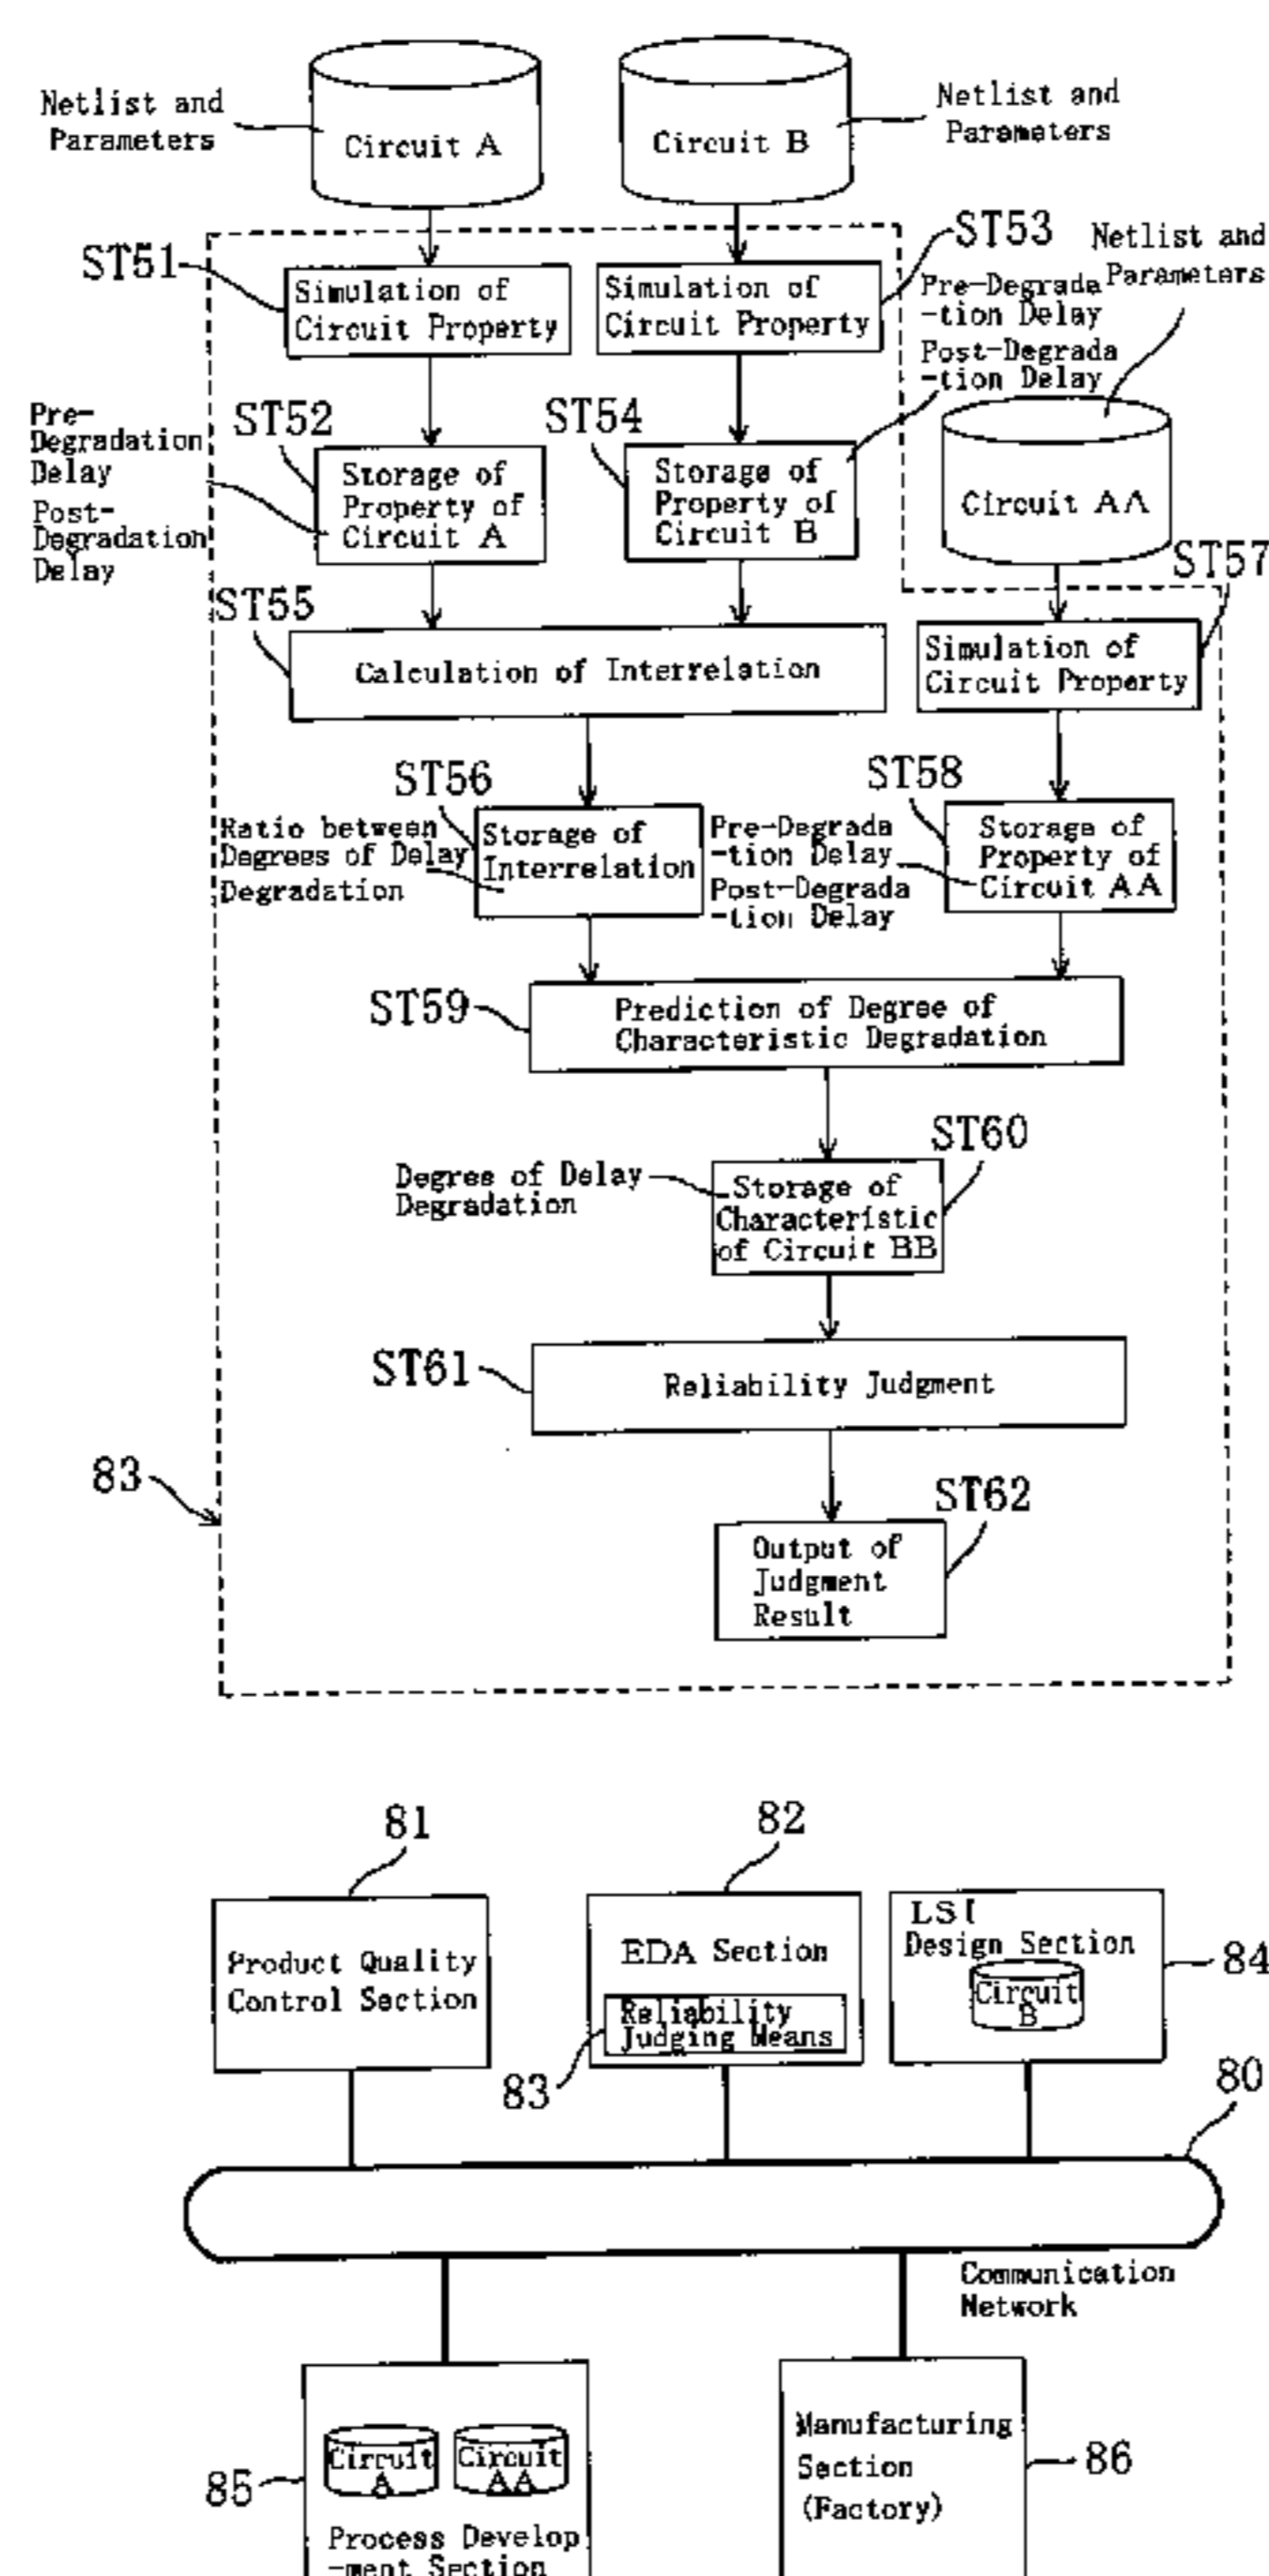 Netlist and
Parameters
Circuit A
Circuit B
Netlist and
Parameters
ST51
ST53
Netlist and
Parameters
Simulation of
Circuit Property
Simulation of
Circuit Property
Pre-Degrada
-tion Delay
Post-Degrada
-tion Delay
Pre-
Degradation
Delay
Post-
Degradation
Delay
ST52
ST54
Storage of
Property of
Circuit A
Storage of
Property of
Circuit B
Circuit AA
ST57
ST55
Calculation of Interrelation
Simulation of
Circuit Property
ST56
ST58
Ratio between
Degrees of Delay
Degradation
Storage of
Interrelation
Pre-Degrada
-tion Delay
Post-Degrada
-tion Delay
Storage of
Property of
Circuit AA
ST59
Prediction of Degree of
Characteristic Degradation
ST60
Degree of Delay
Degradation
Storage of
Characteristic
of Circuit BB
ST61
Reliability Judgment
83
ST62
Output of
Judgment
Result
81
82
Product Quality
Control Section
EDA Section
Reliability
Judging Means
83
LSI
Design Section
Circuit
B
84
80
Communication
Network
Circuit
A
Circuit
AA
85
Process Develop
-ment Section
Manufacturing
Section
(Factory)
86